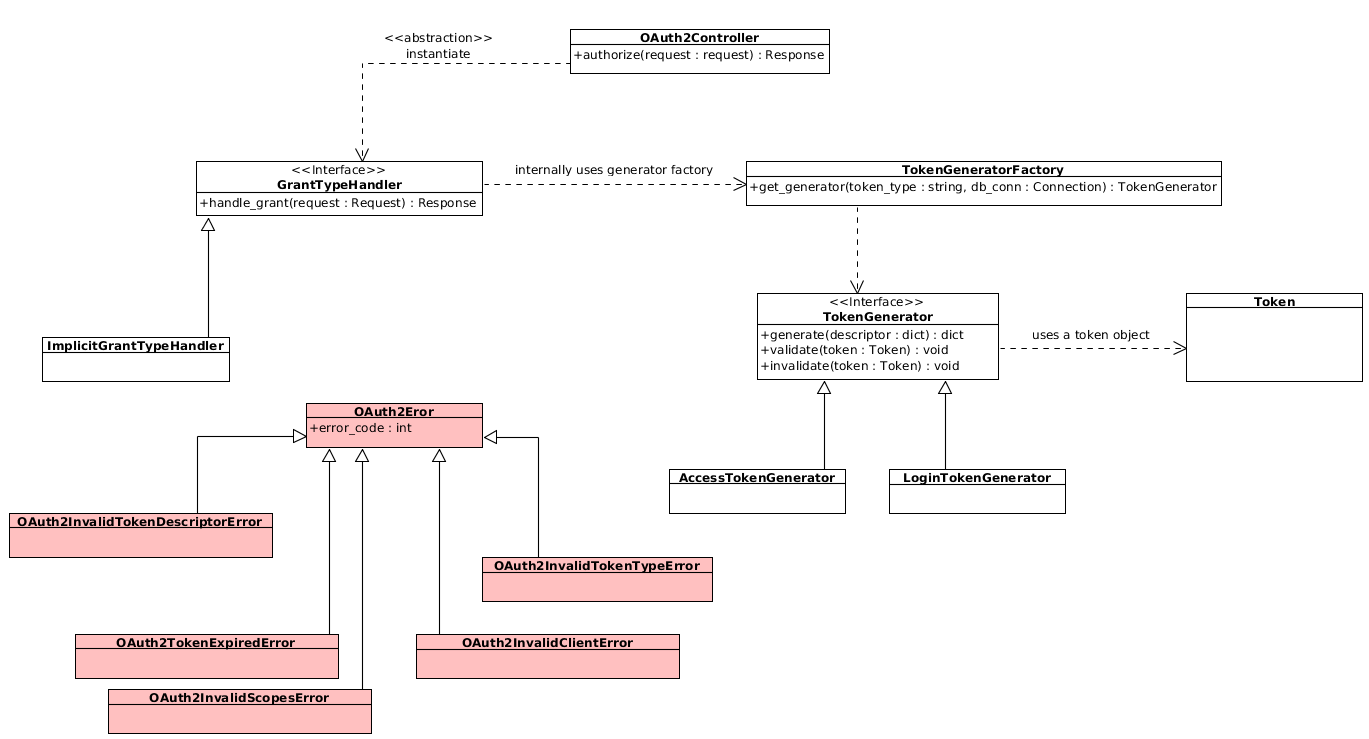 <<abstraction>>
instantiate
OAuth2Controller
+authorize(request : request) : Response
<<Interface>>
GrantTypeHandler
+handle_grant(request : Request) : Response
internally uses generator factory
TokenGeneratorFactory
+get_generator(token_type : string, db_conn : Connection) : TokenGenerator
<<Interface>>
TokenGenerator
+generate(descriptor : dict) : dict
+validate(token : Token) : void
+invalidate(token : Token) : void
uses a token object
Token
ImplicitGrantTypeHandler
OAuth2Eror
+error_code : int
AccessTokenGenerator
LoginTokenGenerator
OAuth2InvalidTokenDescriptorError
OAuth2InvalidTokenTypeError
OAuth2TokenExpiredError
OAuth2InvalidClientError
OAuth2InvalidScopesError